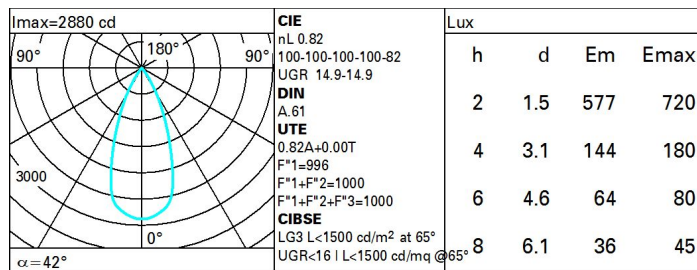 Imax=2880 cd
90°
180°
90°
3000
0°
α=42°
CIE
nL 0.82
100-100-100-100-82
UGR 14.9-14.9
DIN
A.61
UTE
0.82A+0.00T
F"1=996
F"1+F"2=1000
F"1+F"2+F"3=1000
CIBSE
LG3 L<1500 cd/m² at 65°
UGR<16 | L<1500 cd/mq @65°
Lux
h d Em Emax
2 1.5 577 720
4 3.1 144 180
6 4.6 64 80
8 6.1 36 45